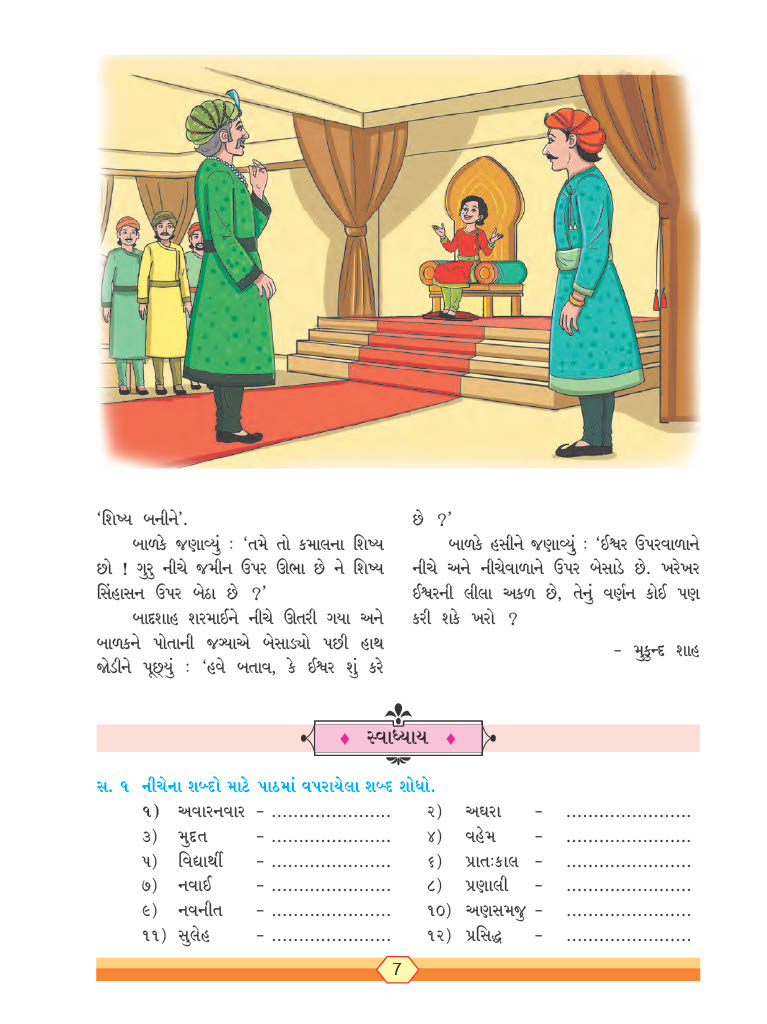 ‘શિષ્ય બનીને’.
બાળકે જણાવ્યું : ‘તમે તો કમાલના શિષ્ય
છો ! ગુરુ નીચે જમીન ઉપર ઊભા છે ને શિષ્ય
સિંહાસન ઉપર બેઠા છે ?’
બાદશાહ શરમાઈને નીચે ઊતરી ગયા અને
બાળકને પોતાની જગ્યાએ બેસાડ્યો પછી હાથ
જોડીને પૂછ્યું : ‘હવે બતાવ, કે ઈશ્વર શું કરે
છે ?’
બાળકે હસીને જણાવ્યું : ‘ઈશ્વર ઉપરવાળાને
નીચે અને નીચેવાળાને ઉપર બેસાડે છે. ખરેખર
ઈશ્વરની લીલા અકળ છે, તેનું વર્ણન કોઈ પણ
કરી શકે ખરો ?
- મુકુન્દ શાહ
સ્વાધ્યાય
સ. ૧ નીચેના શબ્દો માટે પાઠમાં વપરાયેલા શબ્દ શોધો.
૧) અવારનવાર - ...................... ૨) અઘરા - .......................
૩) મુદ્દત - ...................... ૪) વહેમ - .......................
૫) વિદ્યાર્થી - ...................... ૬) પ્રાતઃકાલ - .......................
૭) નવાઈ - ...................... ૮) પ્રણાલી - .......................
૯) નવનીત - ...................... ૧૦) અણસમજુ - .......................
૧૧) સુલેહ - ...................... ૧૨) પ્રસિદ્ધ - .......................
7